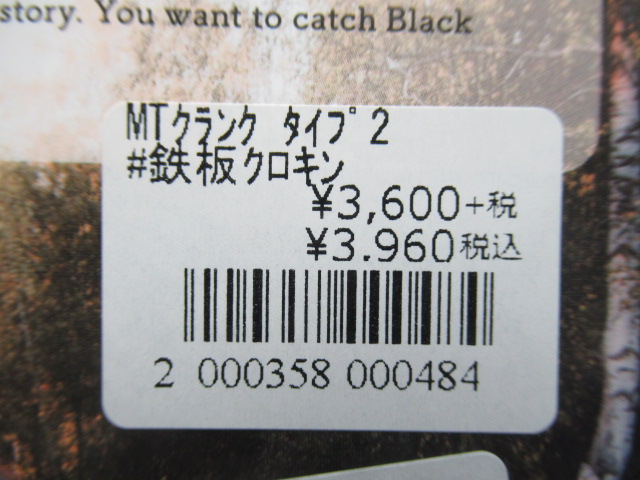 story. You want to catch Black
MTクランク タイプ2
#鉄板クロキン
¥3,600+税
¥3.960税込
2 000358 000484